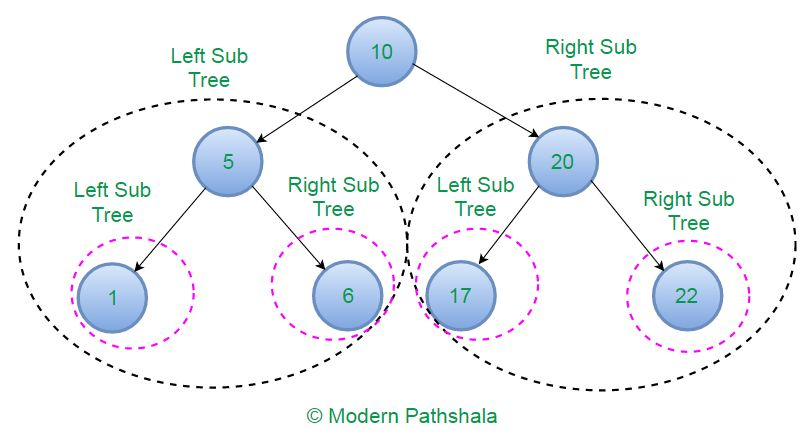 10
Left Sub
Tree
Right Sub
Tree
5
20
Left Sub
Tree
Right Sub
Tree
Left Sub
Tree
Right Sub
Tree
1
6
17
22
© Modern Pathshala